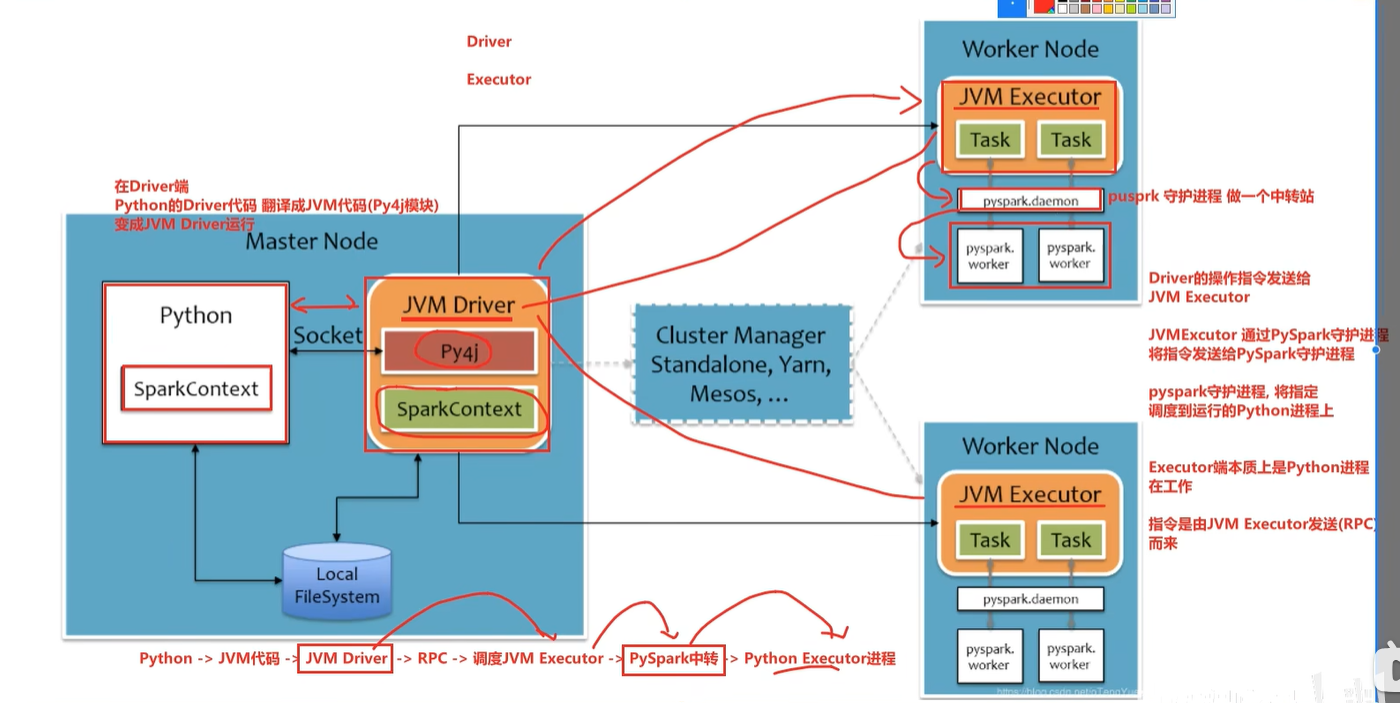 Driver
Executor
在Driver端
Python的Driver代码 翻译成JVM代码(Py4j模块)
变成JVM Driver运行
Master Node
Python
SparkContext
Socket
JVM Driver
Py4j
SparkContext
Local
FileSystem
Cluster Manager
Standalone, Yarn,
Mesos, ...
Worker Node
JVM Executor
Task
Task
pyspark.daemon
pyspark.
worker
pyspark.
worker
pusprk 守护进程 做一个中转站
Driver的操作指令发送给
JVM Executor
JVMExcutor 通过PySpark守护进程
将指令发送给PySpark守护进程
pyspark守护进程, 将指定
调度到运行的Python进程上
Worker Node
JVM Executor
Task
Task
pyspark.daemon
pyspark.
worker
pyspark.
worker
Executor端本质上是Python进程
在工作
指令是由JVM Executor发送(RPC)
而来
Python -> JVM代码 -> JVM Driver -> RPC -> 调度JVM Executor -> PySpark中转 -> Python Executor进程